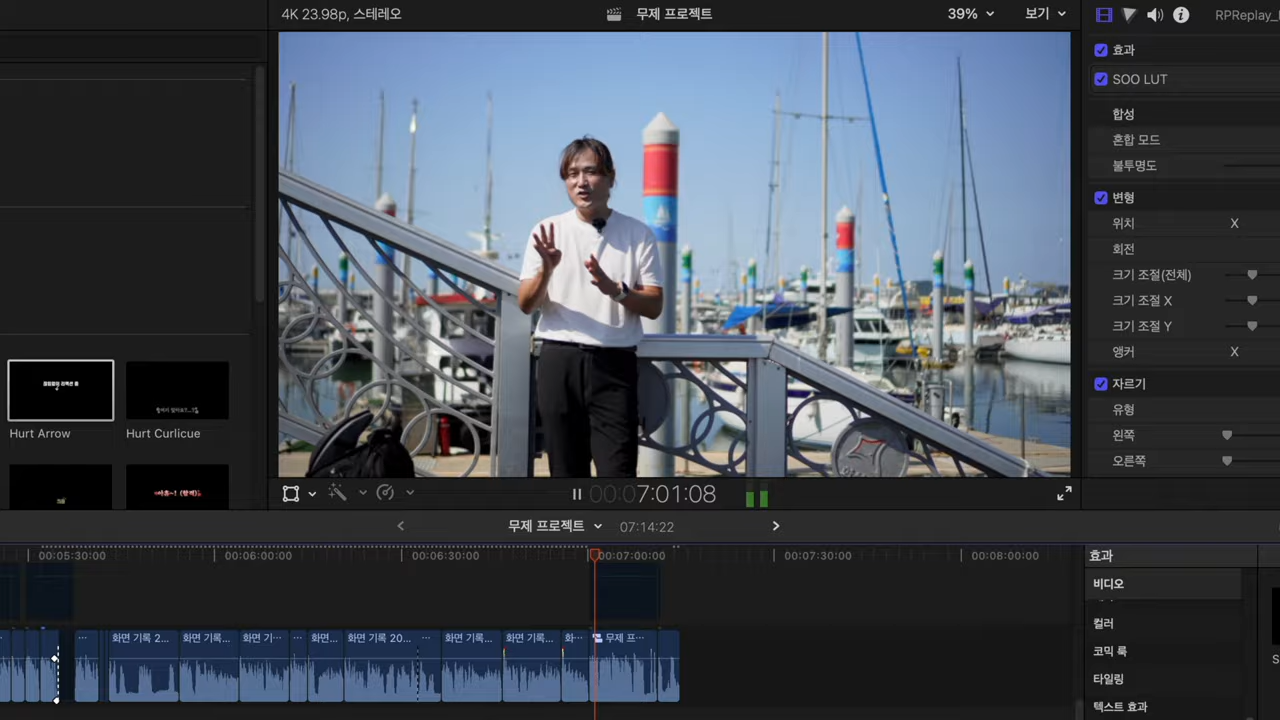 4K 23.98p, 스테레오
무제 프로젝트
39%
보기
RPReplay_
효과
SOO LUT
합성
혼합 모드
불투명도
변형
위치 X
회전
크기 조절(전체)
크기 조절 X
크기 조절 Y
앵커 X
자르기
유형
왼쪽
오른쪽
Hurt Arrow
Hurt Curlicue
00:07:01:08
무제 프로젝트
07:14:22
00:05:30:00
00:06:00:00
00:06:30:00
00:07:00:00
00:07:30:00
00:08:00:00
화면 기록 2...
화면 기록...
화면 기...
화면...
화면 기록 20...
화면 기록...
화면 기록...
화...
무제 프...
효과
비디오
컬러
코믹 룩
타일링
텍스트 효과